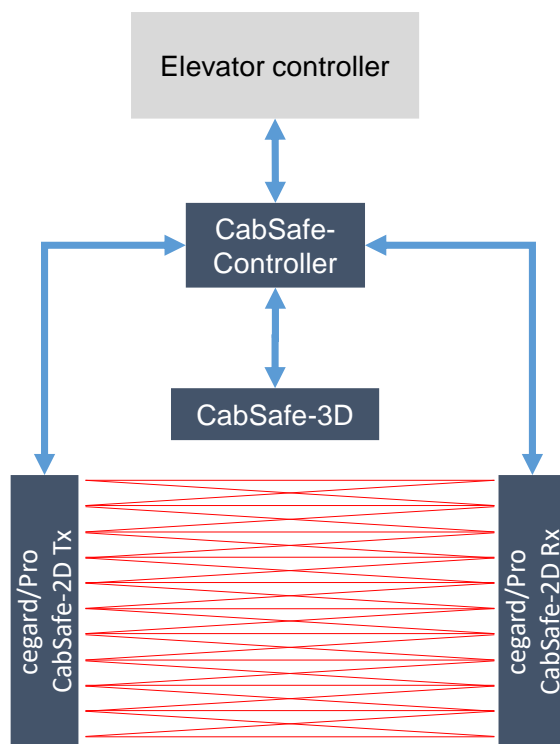 Elevator controller
CabSafe-
Controller
CabSafe-3D
cegard/Pro
CabSafe-2D Tx
cegard/Pro
CabSafe-2D Rx